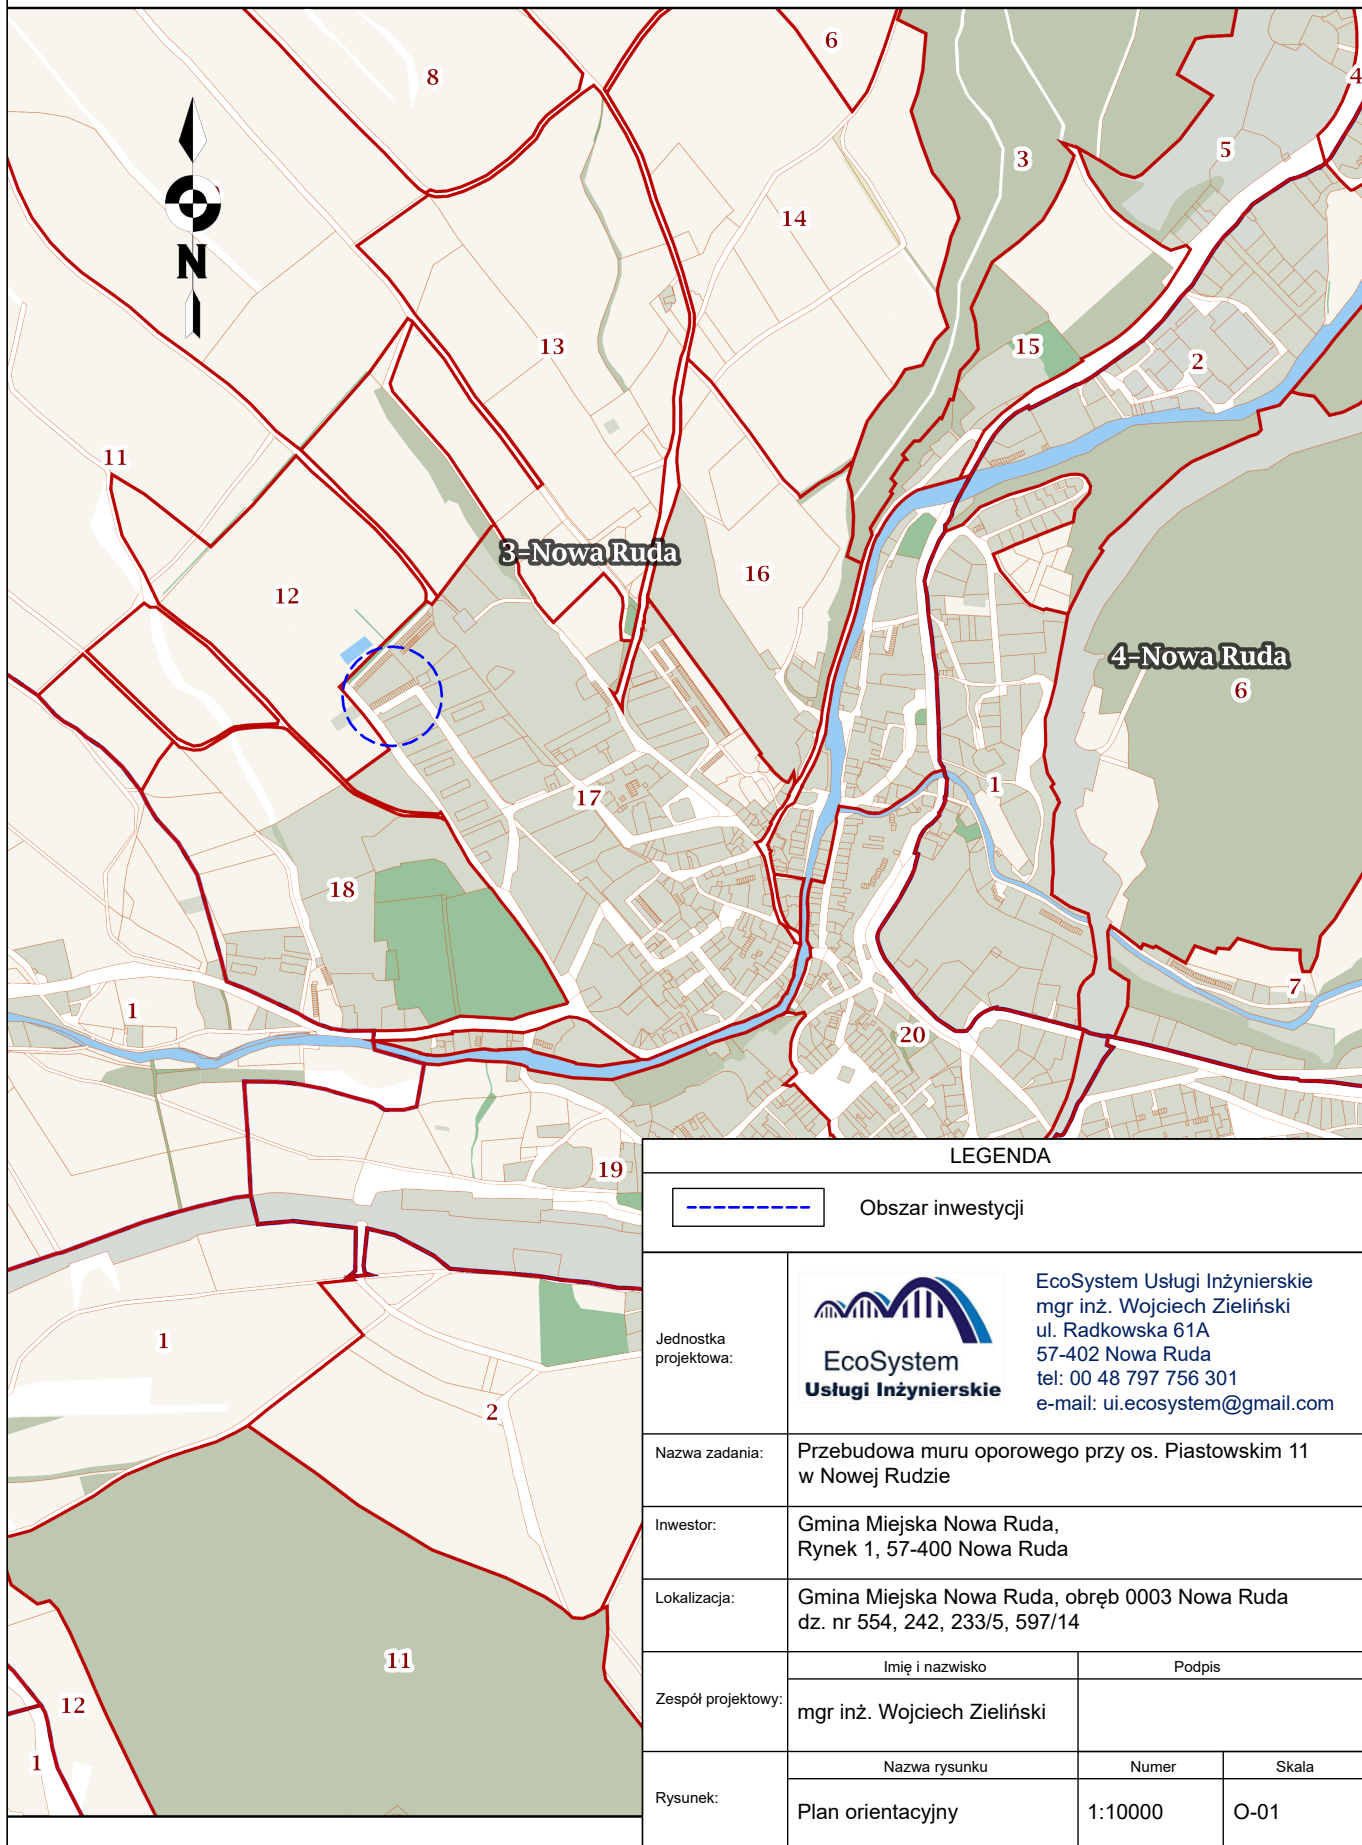 8
6
3
5
4
14
13
15
2
11
N
3-Nowa Ruda
12
16
4-Nowa Ruda
6
17
1
18
7
1
20
19
1
2
11
12
1
LEGENDA
Obszar inwestycji
Jednostka
projektowa:
EcoSystem
Usługi Inżynierskie
EcoSystem Usługi Inżynierskie
mgr inż. Wojciech Zieliński
ul. Radkowska 61A
57-402 Nowa Ruda
tel: 00 48 797 756 301
e-mail: ui.ecosystem@gmail.com
Nazwa zadania:
Przebudowa muru oporowego przy os. Piastowskim 11
w Nowej Rudzie
Inwestor:
Gmina Miejska Nowa Ruda,
Rynek 1, 57-400 Nowa Ruda
Lokalizacja:
Gmina Miejska Nowa Ruda, obręb 0003 Nowa Ruda
dz. nr 554, 242, 233/5, 597/14
Zespół projektowy:
Imię i nazwisko
Podpis
mgr inż. Wojciech Zieliński
Rysunek:
Nazwa rysunku
Numer
Skala
Plan orientacyjny
1:10000
O-01